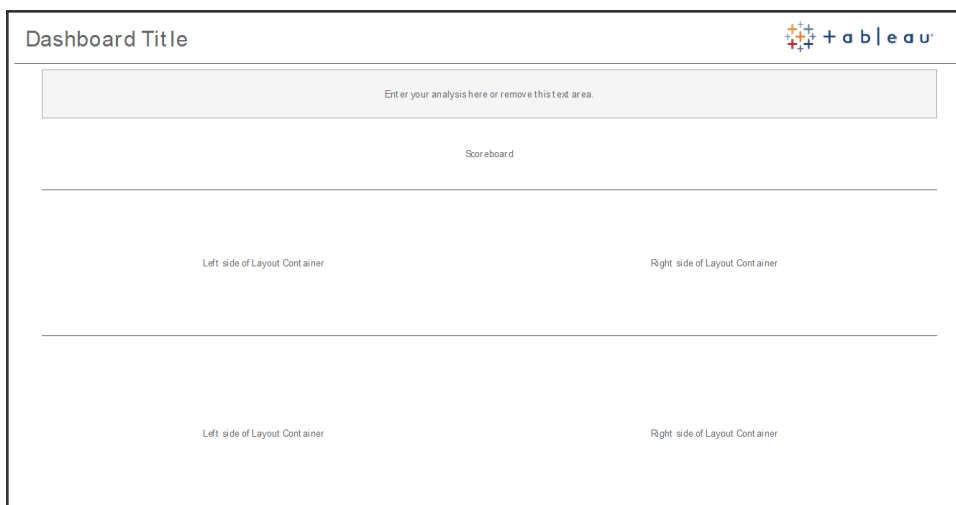 Dashboard Title
+ableau
Enter your analysis here or remove this text area.
Scoreboard
Left side of Layout Container
Right side of Layout Container
Left side of Layout Container
Right side of Layout Container